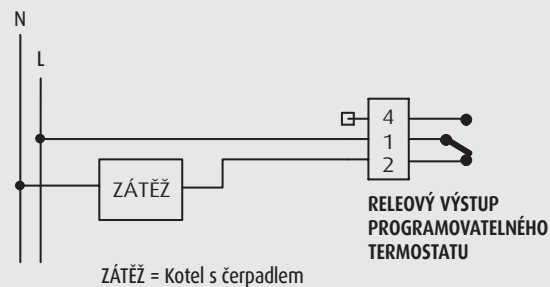 N
L
4
1
2
ZÁTĚŽ
RELEOVÝ VÝSTUP
PROGRAMOVATELNÉHO
TERMOSTATU
ZÁTĚŽ = Kotel s čerpadlem